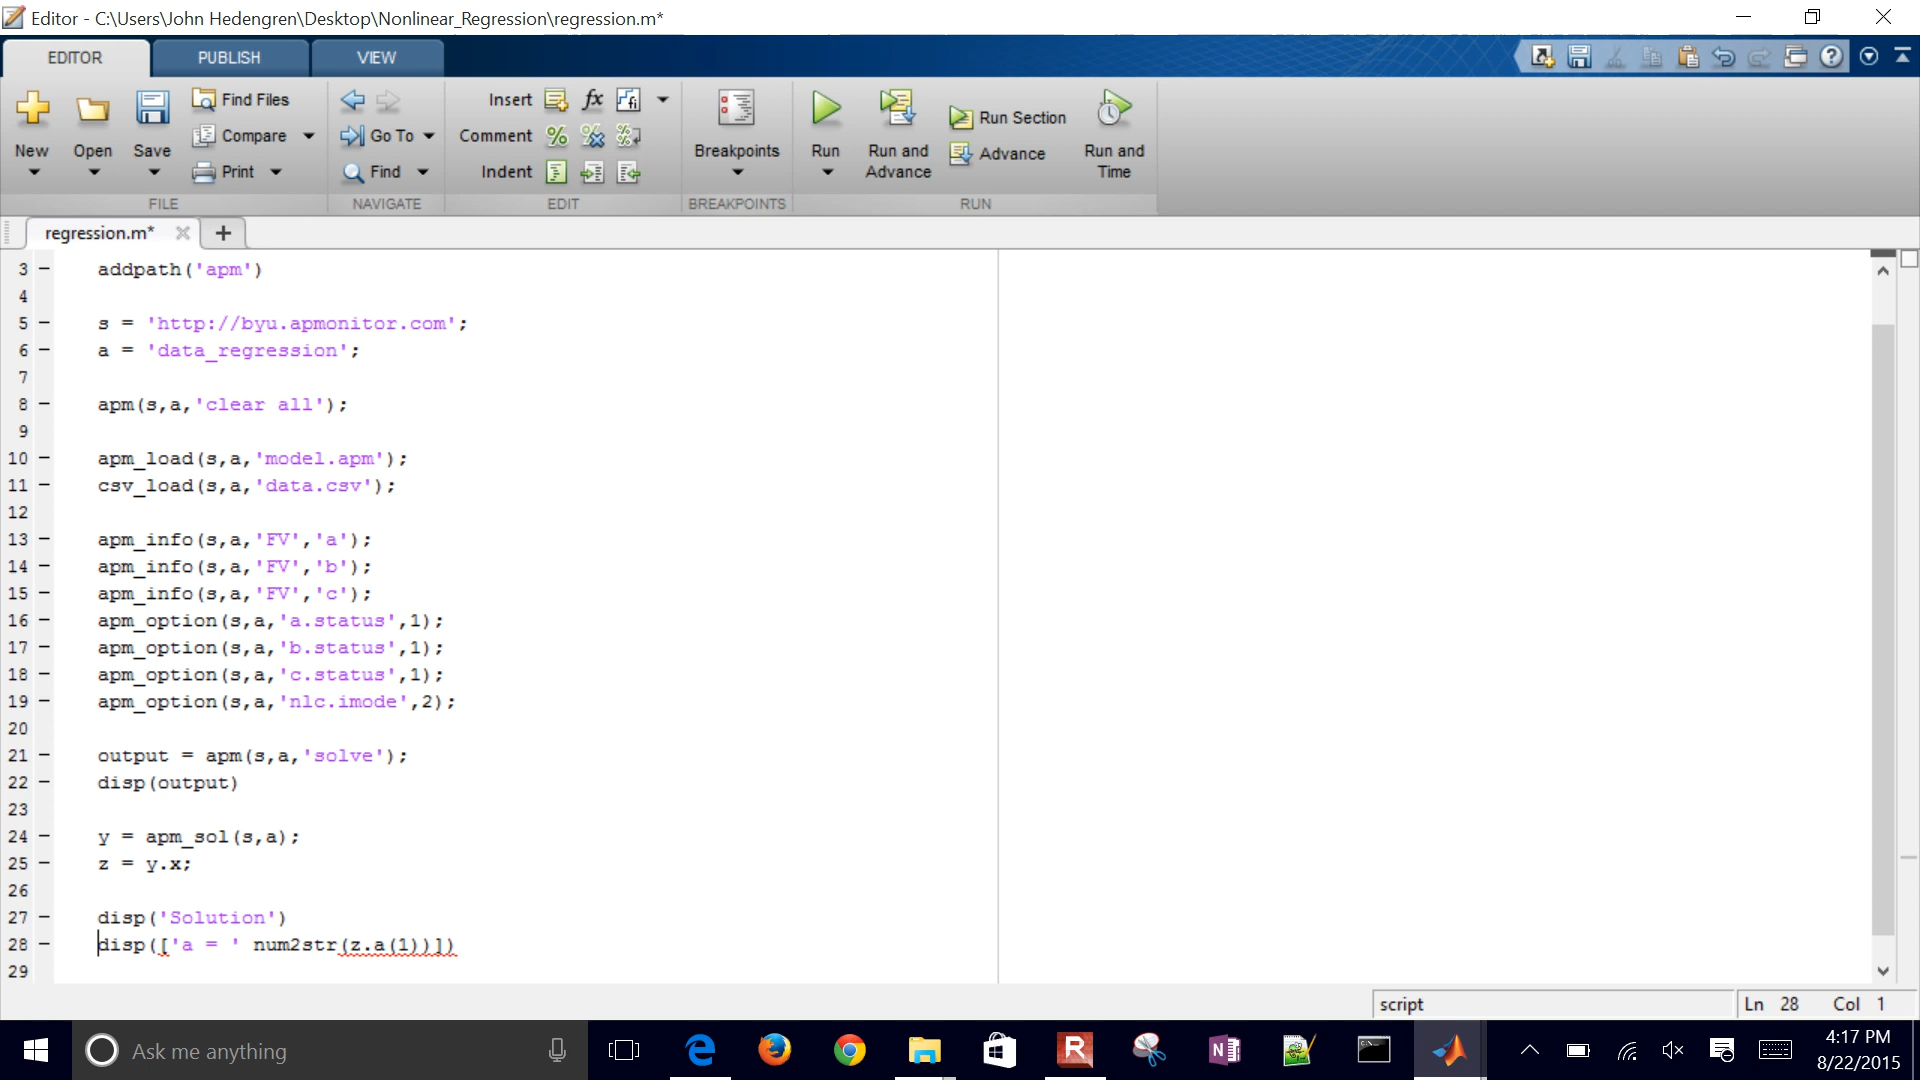 Editor - C:\Users\John Hedengren\Desktop\Nonlinear_Regression\regression.m*
EDITOR PUBLISH VIEW
New
Open
Save
Find Files
Compare
Print
FILE
Go To
Find
NAVIGATE
Insert fx
Comment
Indent
EDIT
Breakpoints
BREAKPOINTS
Run
Run and
Advance
Run Section
Advance
Run and
Time
RUN
regression.m*
3 - addpath('apm')
4
5 - s = 'http://byu.apmonitor.com';
6 - a = 'data_regression';
7
8 - apm(s,a,'clear all');
9
10 - apm_load(s,a,'model.apm');
11 - csv_load(s,a,'data.csv');
12
13 - apm_info(s,a,'FV','a');
14 - apm_info(s,a,'FV','b');
15 - apm_info(s,a,'FV','c');
16 - apm_option(s,a,'a.status',1);
17 - apm_option(s,a,'b.status',1);
18 - apm_option(s,a,'c.status',1);
19 - apm_option(s,a,'nlc.imode',2);
20
21 - output = apm(s,a,'solve');
22 - disp(output)
23
24 - y = apm_sol(s,a);
25 - z = y.x;
26
27 - disp('Solution')
28 - disp(['a = ' num2str(z.a(1))])
29
script Ln 28 Col 1
Ask me anything
4:17 PM
8/22/2015